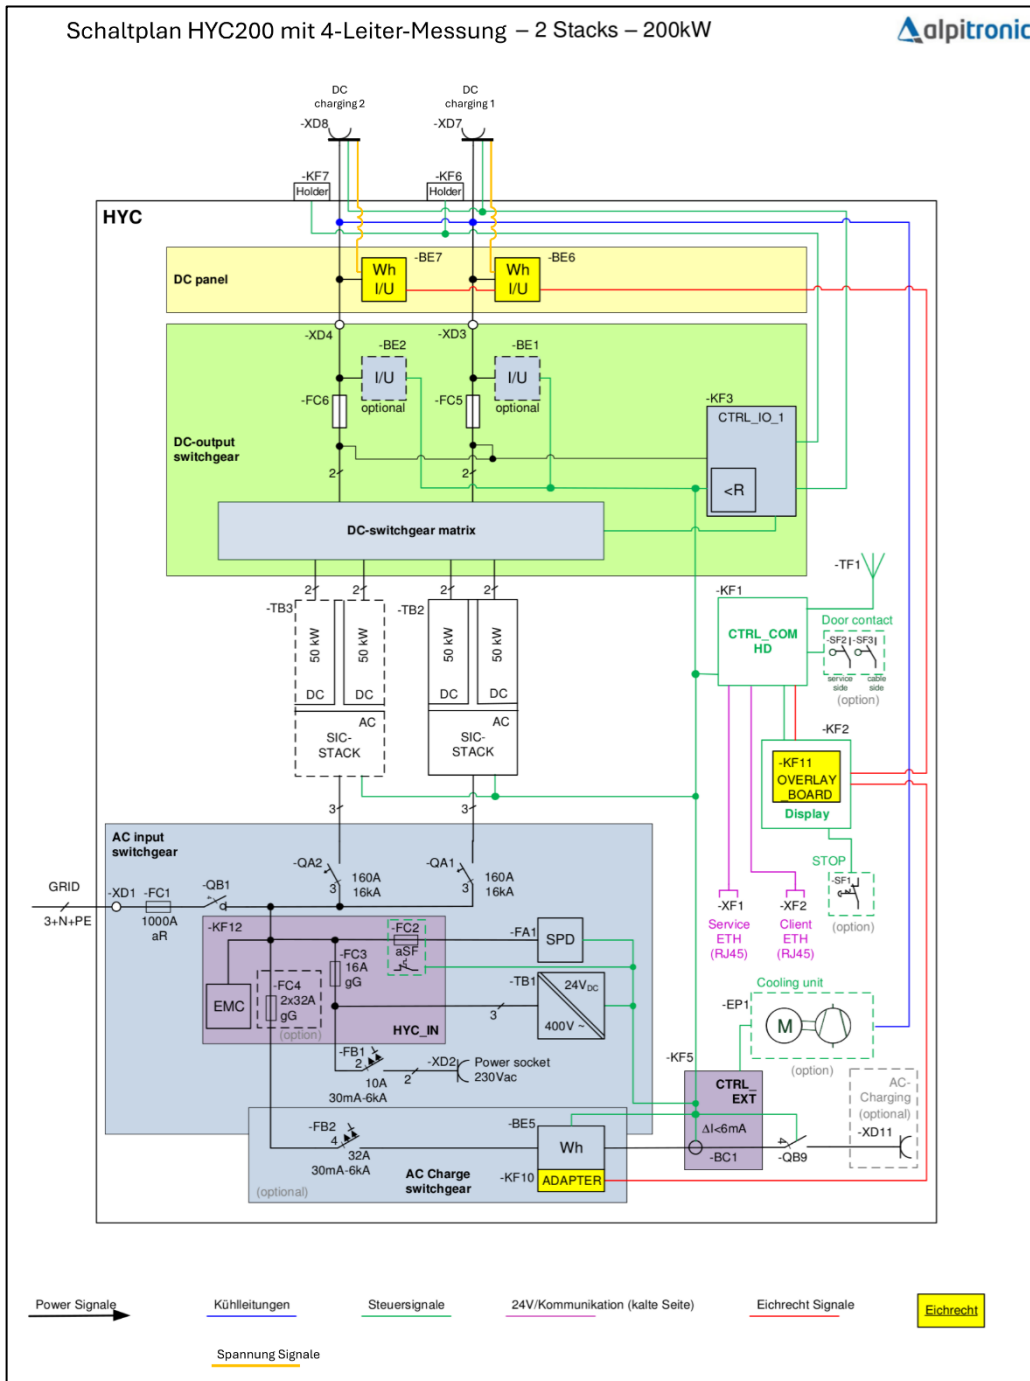 Schaltplan HYC200 mit 4-Leiter-Messung – 2 Stacks – 200kW
alpitronic
DC
charging 2
DC
charging 1
-XD8
-XD7
-KF7
Holder
-KF6
Holder
HYC
DC panel
Wh
I/U
-BE7
Wh
I/U
-BE6
-XD4
-XD3
-BE2
I/U
optional
-BE1
I/U
optional
-FC6
-FC5
-KF3
CTRL_IO_1
<R
DC-output
switchgear
2
2
DC-switchgear matrix
2
2
2
2
-TB3
50 kW
50 kW
DC
DC
AC
SIC-
STACK
-TB2
50 kW
50 kW
DC
DC
AC
SIC-
STACK
-TF1
-KF1
CTRL_COM
HD
Door contact
-SF2
-SF3
service
side
cable
side
(option)
-KF2
-KF11
OVERLAY
_BOARD
Display
3
3
AC input
switchgear
-QA2
160A
16kA
3
-QA1
160A
16kA
3
STOP
-SF1
(option)
GRID
3+N+PE
-XD1
-FC1
1000A
aR
-QB1
-XF1
Service
ETH
(RJ45)
-XF2
Client
ETH
(RJ45)
-KF12
EMC
-FC4
2x32A
gG
(option)
-FC3
16A
gG
-FC2
aSF
HYC_IN
-FA1
SPD
-TB1
24VDC
400V ~
3
Cooling unit
-EP1
M
(option)
-FB1
2
10A
30mA-6kA
2
-XD2
Power socket
230Vac
-KF5
CTRL_
EXT
ΔI<6mA
-BC1
4
-QB9
AC-
Charging
(optional)
-XD11
-FB2
4
32A
30mA-6kA
-BE5
Wh
-KF10
ADAPTER
AC Charge
switchgear
(optional)
Power Signale
Kühlleitungen
Steuersignale
24V/Kommunikation (kalte Seite)
Eichrecht Signale
Eichrecht
Spannung Signale